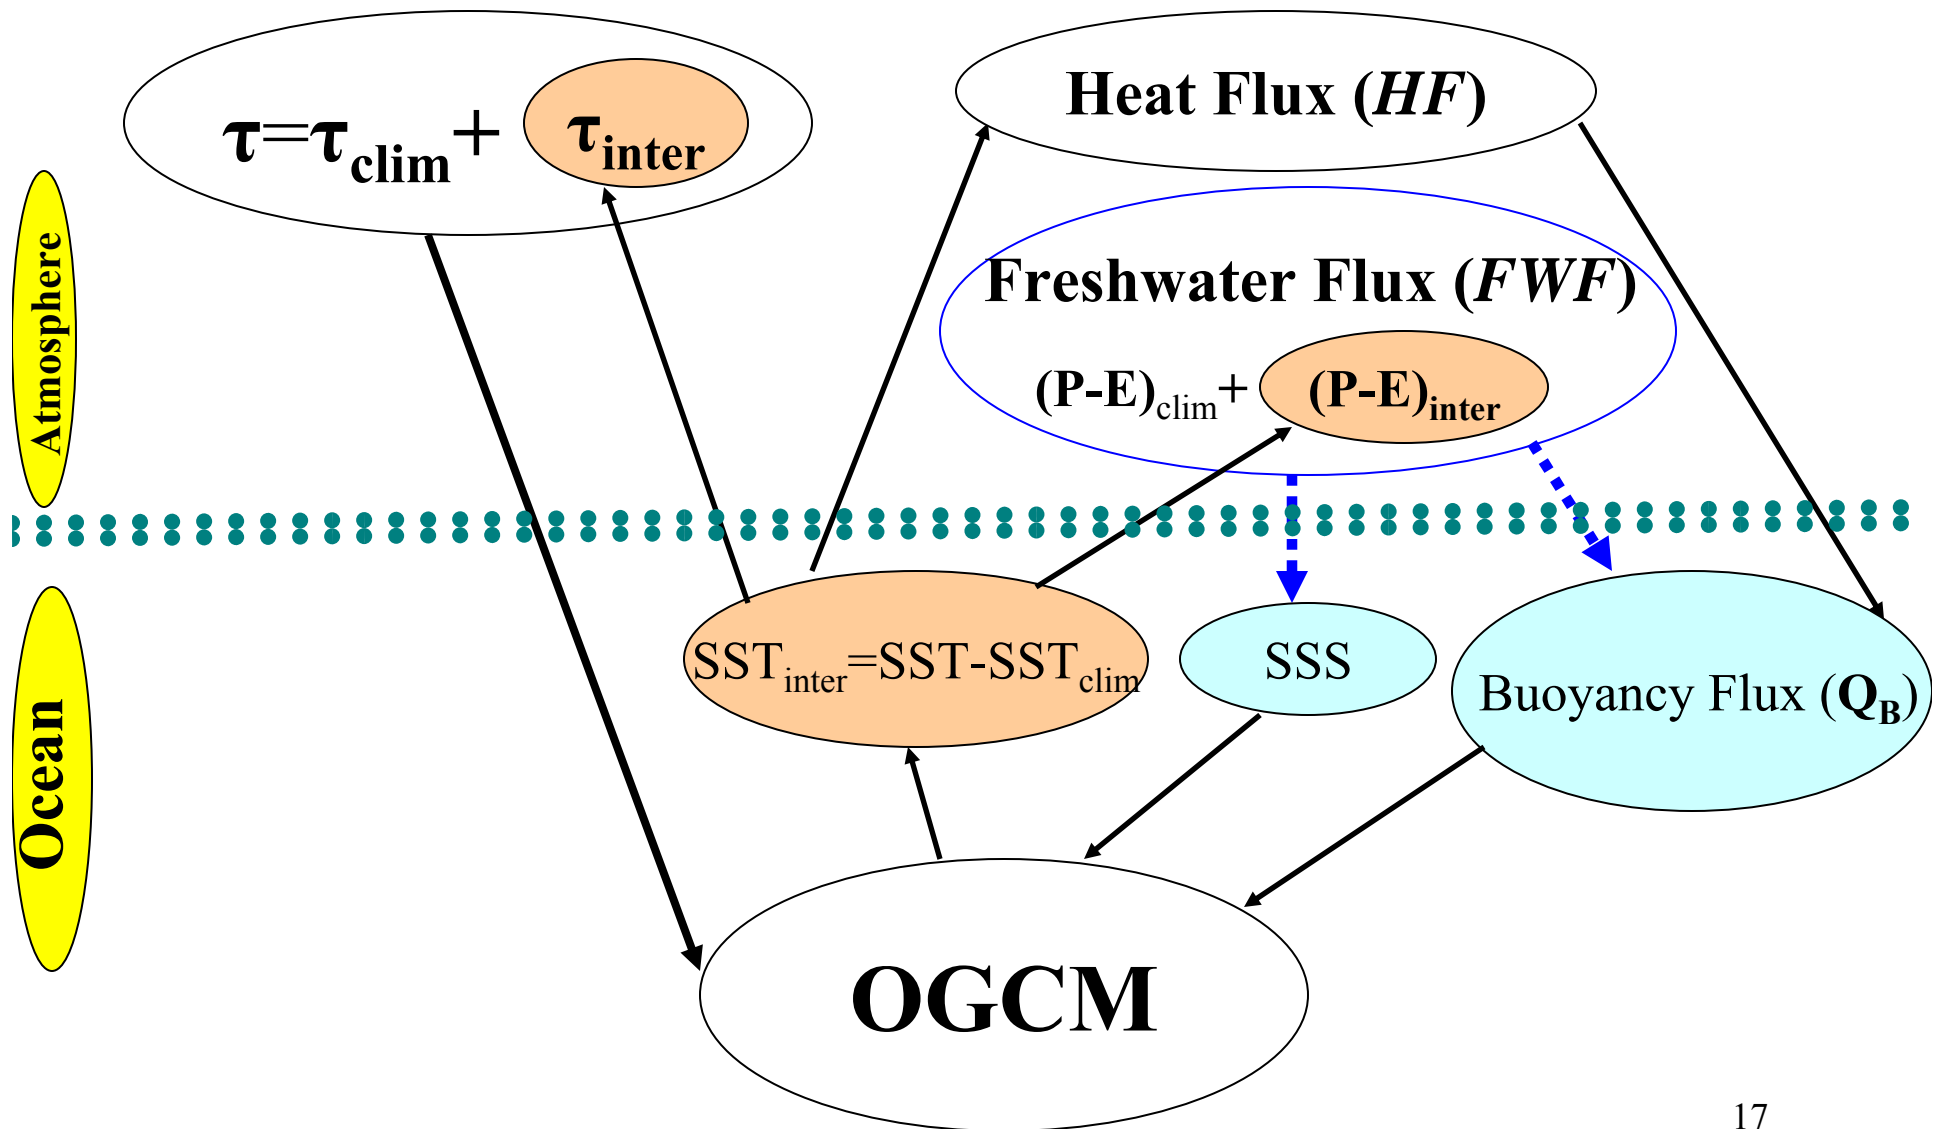 τ=τclim+ τinter
Heat Flux (HF)
Freshwater Flux (FWF)
(P-E)clim+ (P-E)inter
Atmosphere
SSTinter=SST-SSTclim
SSS
Buoyancy Flux (QB)
Ocean
OGCM
17